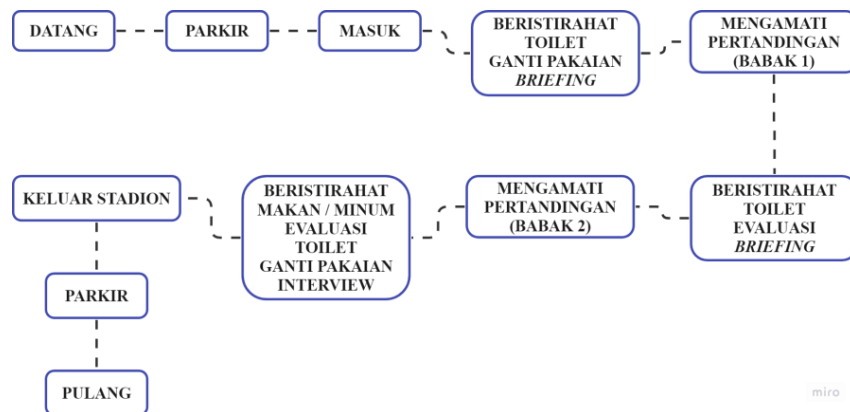 DATANG
PARKIR
MASUK
BERISTIRAHAT
TOILET
GANTI PAKAIAN
BRIEFING
MENGAMATI
PERTANDINGAN
(BABAK 1)
BERISTIRAHAT
TOILET
EVALUASI
BRIEFING
MENGAMATI
PERTANDINGAN
(BABAK 2)
BERISTIRAHAT
MAKAN / MINUM
EVALUASI
TOILET
GANTI PAKAIAN
INTERVIEW
KELUAR STADION
PARKIR
PULANG
miro